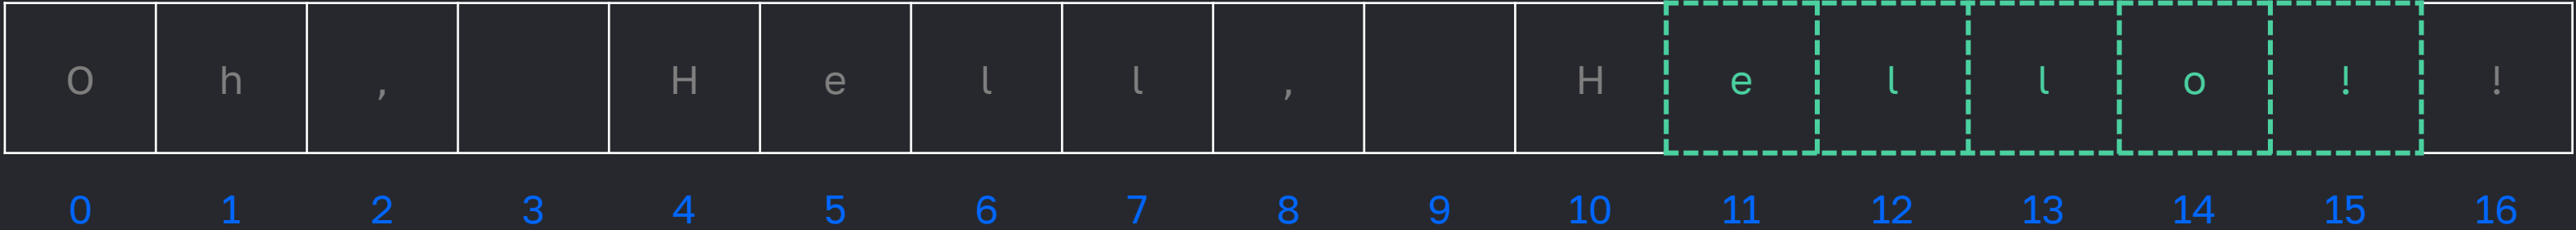 O h , H e l l , H e l l o ! !
0 1 2 3 4 5 6 7 8 9 10 11 12 13 14 15 16